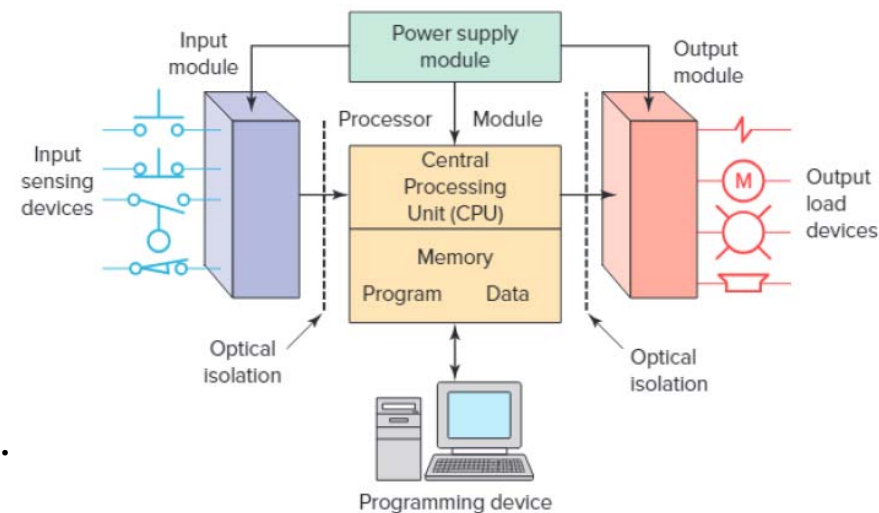 Power supply
module
Input
module
Output
module
Processor Module
Input
sensing
devices
Central
Processing
Unit (CPU)
M
Output
load
devices
Memory
Program Data
Optical
isolation
Optical
isolation
Programming device